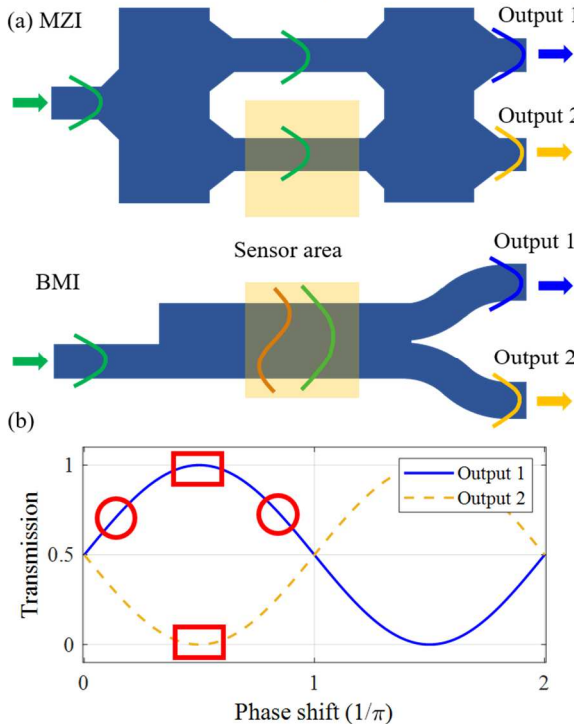 (a) MZI
Output 1
Output 2
Sensor area
BMI
Output 1
Output 2
(b)
1
0.5
0
Transmission
Output 1
Output 2
0
1
2
Phase shift (1/π)